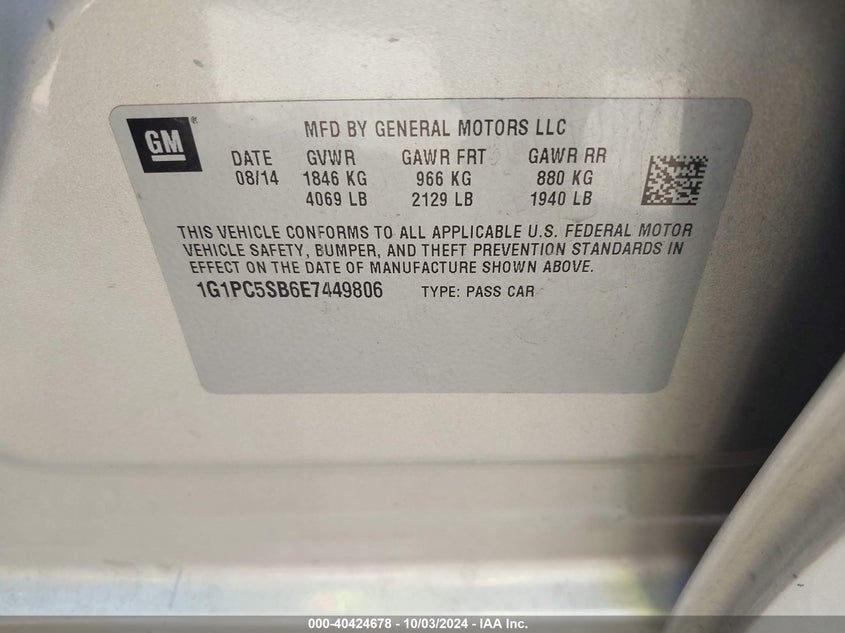 GM®
MFD BY GENERAL MOTORS LLC
DATE GVWR GAWR FRT GAWR RR
08/14 1846 KG 966 KG 880 KG
4069 LB 2129 LB 1940 LB
THIS VEHICLE CONFORMS TO ALL APPLICABLE U.S. FEDERAL MOTOR
VEHICLE SAFETY, BUMPER, AND THEFT PREVENTION STANDARDS IN
EFFECT ON THE DATE OF MANUFACTURE SHOWN ABOVE.
1G1PC5SB6E7449806 TYPE: PASS CAR
000-40424678 - 10/03/2024 - IAA Inc.